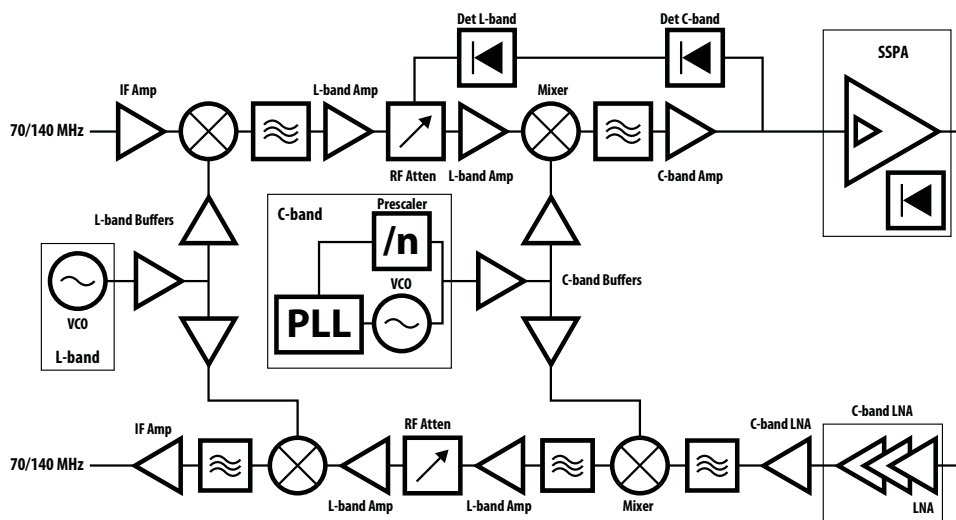 Det L-band
Det C-band
SSPA
IF Amp
L-band Amp
Mixer
70/140 MHz
RF Atten
L-band Amp
C-band Amp
L-band Buffers
C-band
Prescaler
/n
VCO
C-band Buffers
PLL
VCO
L-band
IF Amp
RF Atten
C-band LNA
C-band LNA
70/140 MHz
L-band Amp
L-band Amp
Mixer
LNA